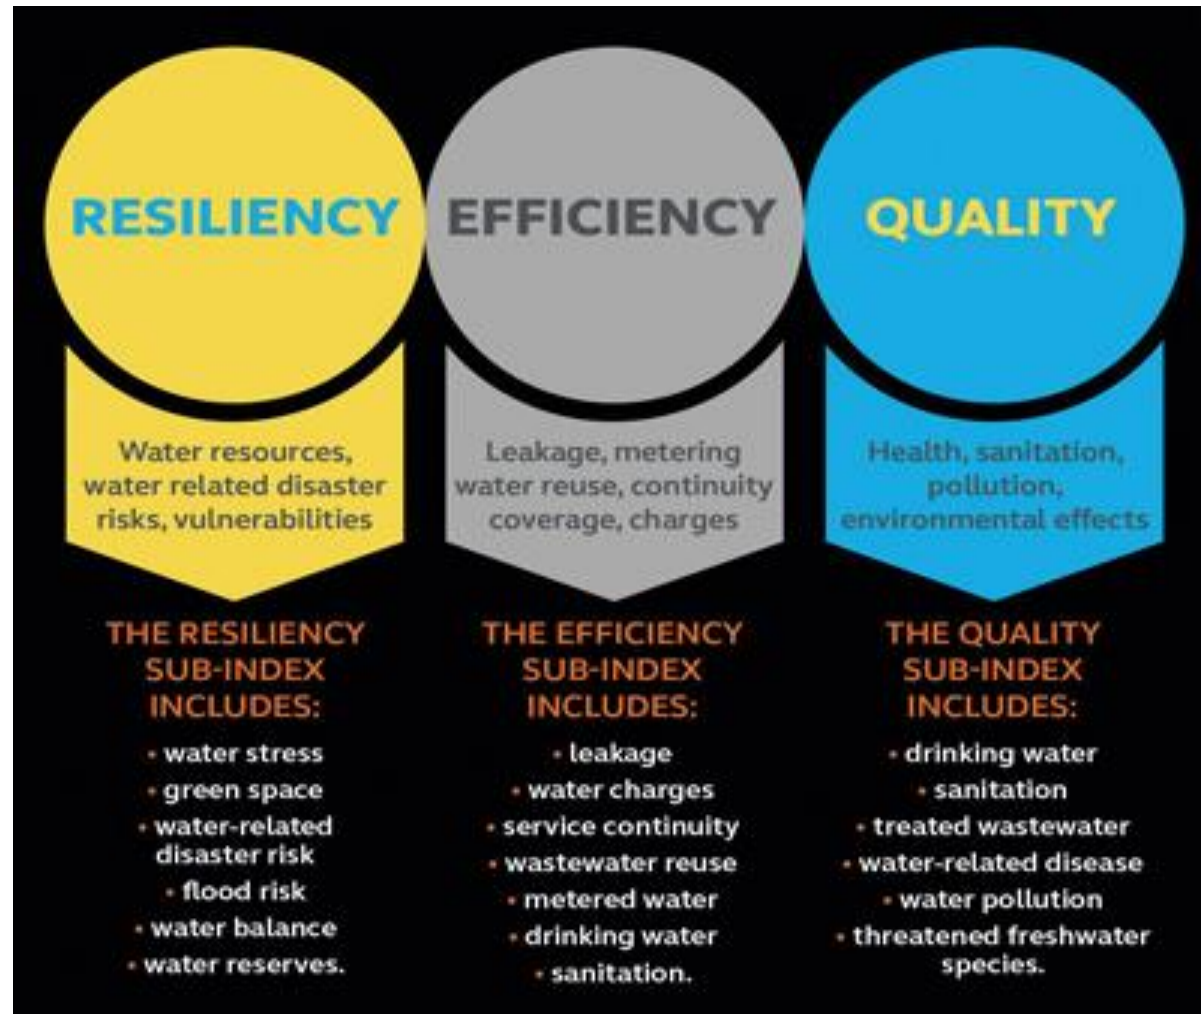 RESILIENCY
Water resources,
water related disaster
risks, vulnerabilities
THE RESILIENCY
SUB-INDEX
INCLUDES:
• water stress
• green space
• water-related
disaster risk
• flood risk
• water balance
• water reserves.
EFFICIENCY
Leakage, metering
water reuse, continuity
coverage, charges
THE EFFICIENCY
SUB-INDEX
INCLUDES:
• leakage
• water charges
• service continuity
• wastewater reuse
• metered water
• drinking water
• sanitation.
QUALITY
Health, sanitation,
pollution,
environmental effects
THE QUALITY
SUB-INDEX
INCLUDES:
• drinking water
• sanitation
• treated wastewater
• water-related disease
• water pollution
• threatened freshwater
species.